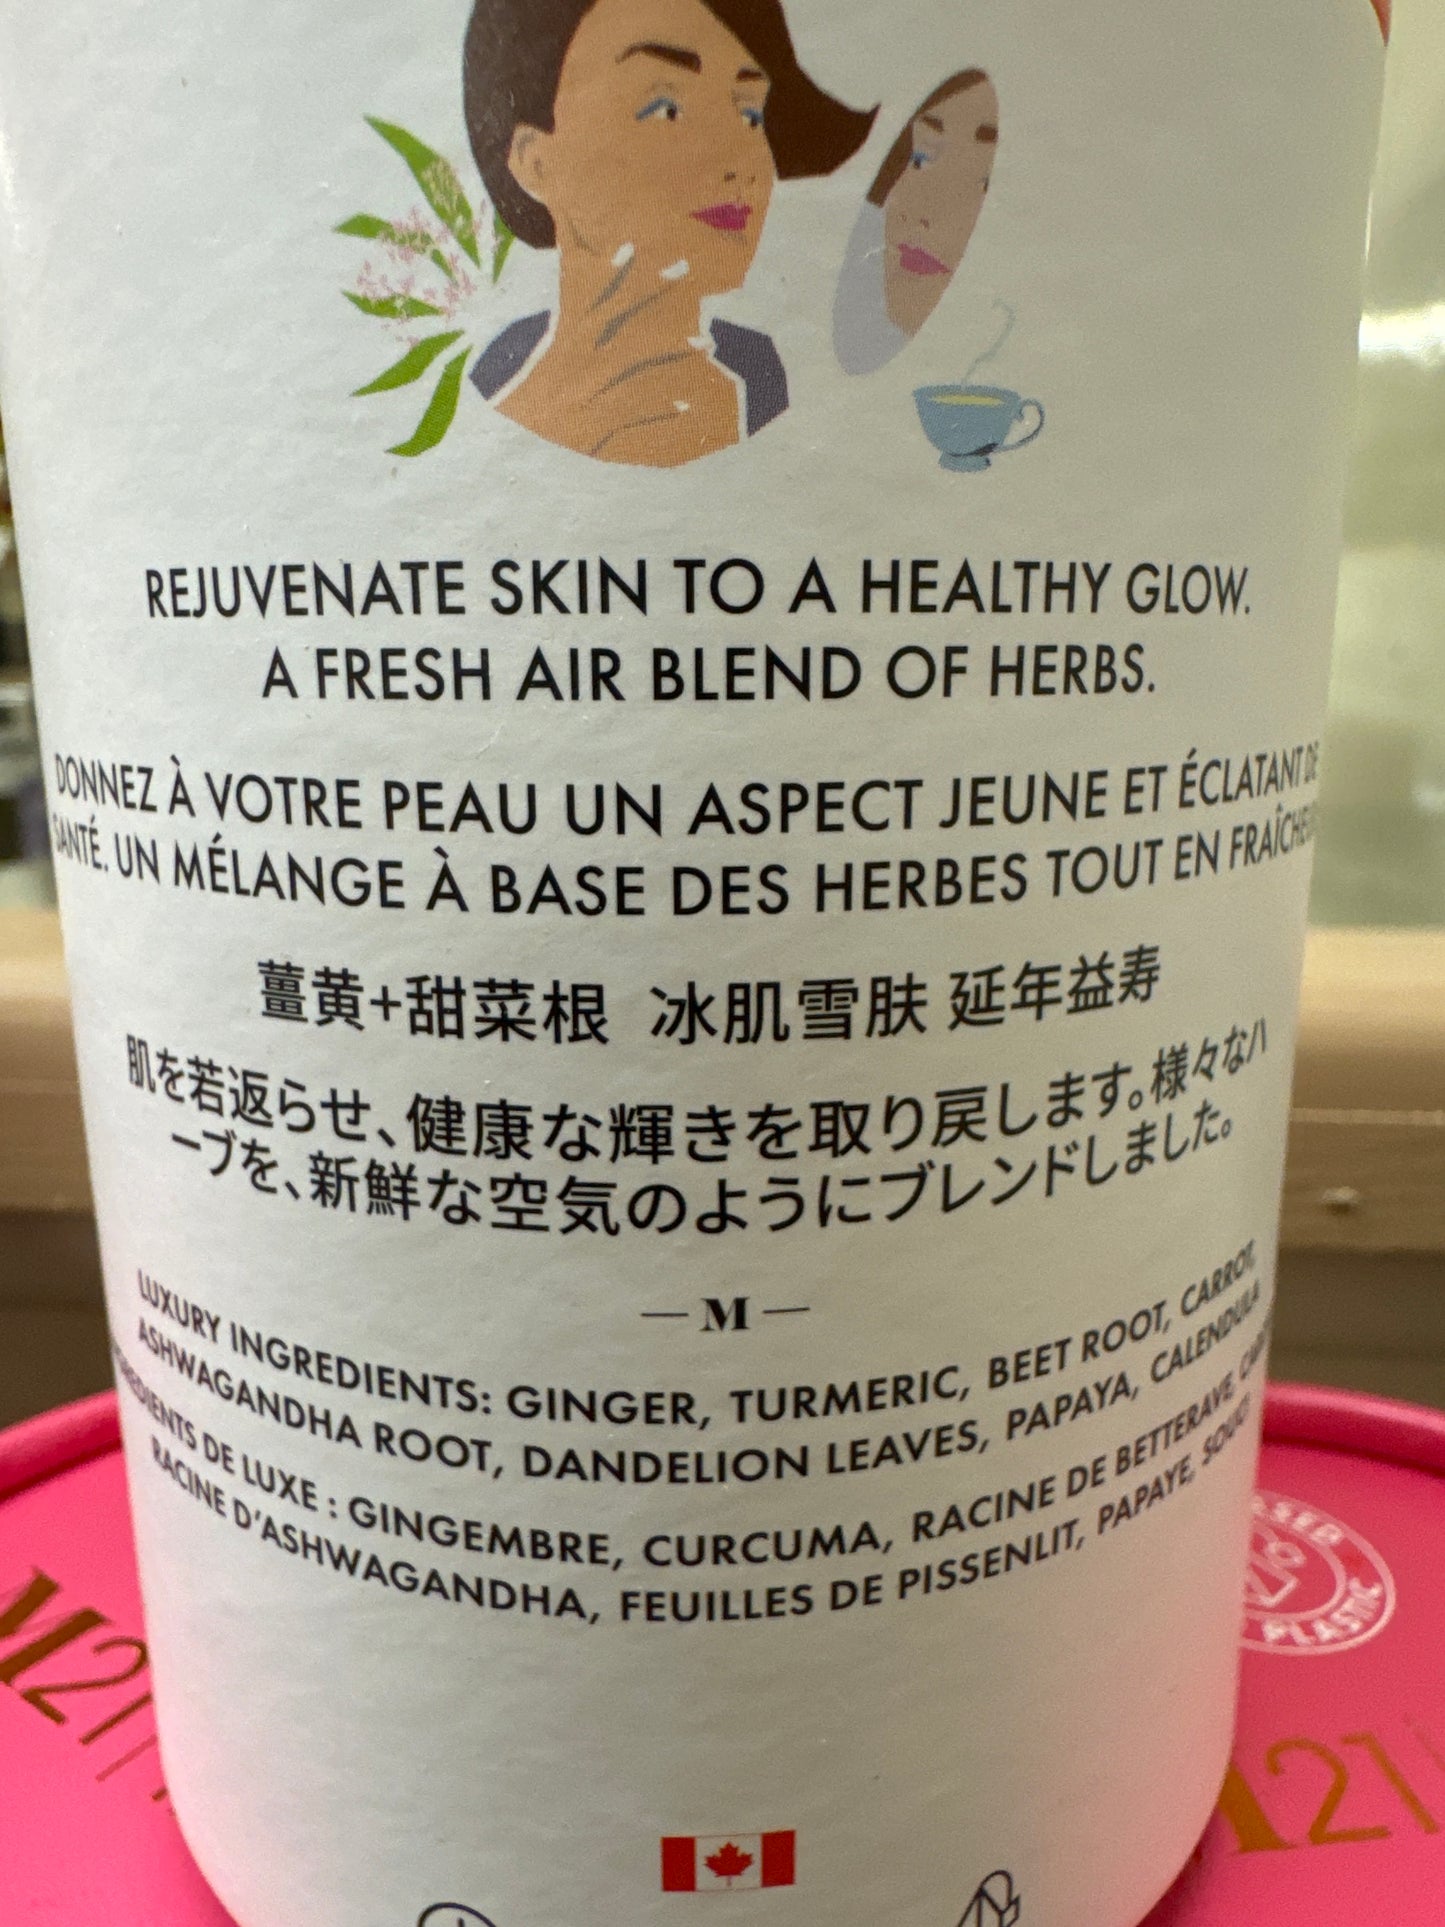 REJUVENATE SKIN TO A HEALTHY GLOW.
A FRESH AIR BLEND OF HERBS.
DONNEZ À VOTRE PEAU UN ASPECT JEUNE ET ÉCLATANT DE
SANTÉ. UN MÉLANGE À BASE DES HERBES TOUT EN
薑黄+甜菜根 冰肌雪肤 延年益寿
肌を若返らせ、健康な輝きを取り戻します。様々なハ
ーブを、新鮮な空気のようにブレンドしました。
M
LUXURY INGREDIENTS: GINGER, TURMERIC, BEET ROOT, CARROT,
ASHWAGANDHA ROOT, DANDELION LEAVES, PAPAYA, CALENDULA
DE LUXE : GINGEMBRE, CURCUMA, RACINE DE BETTERAVE,
RACINE D'ASHWAGANDHA, FEUILLES DE PISSENLIT, PAPAYE,
PLASTIC
M21
M21